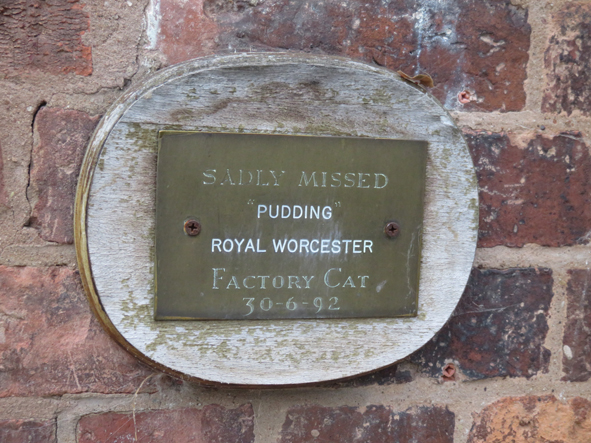 SADLY MISSED
"PUDDING"
ROYAL WORCESTER
FACTORY CAT
30-6-92